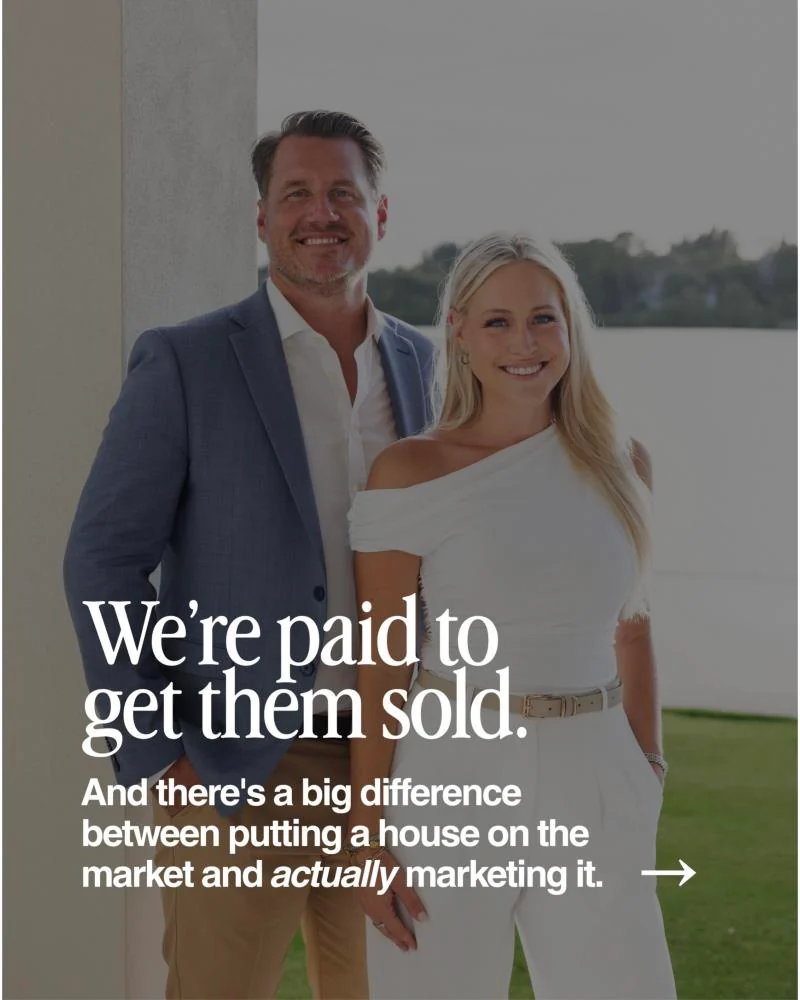 We're paid to
get them sold.
And there's a big difference
between putting a house on the
market and actually marketing it.
→